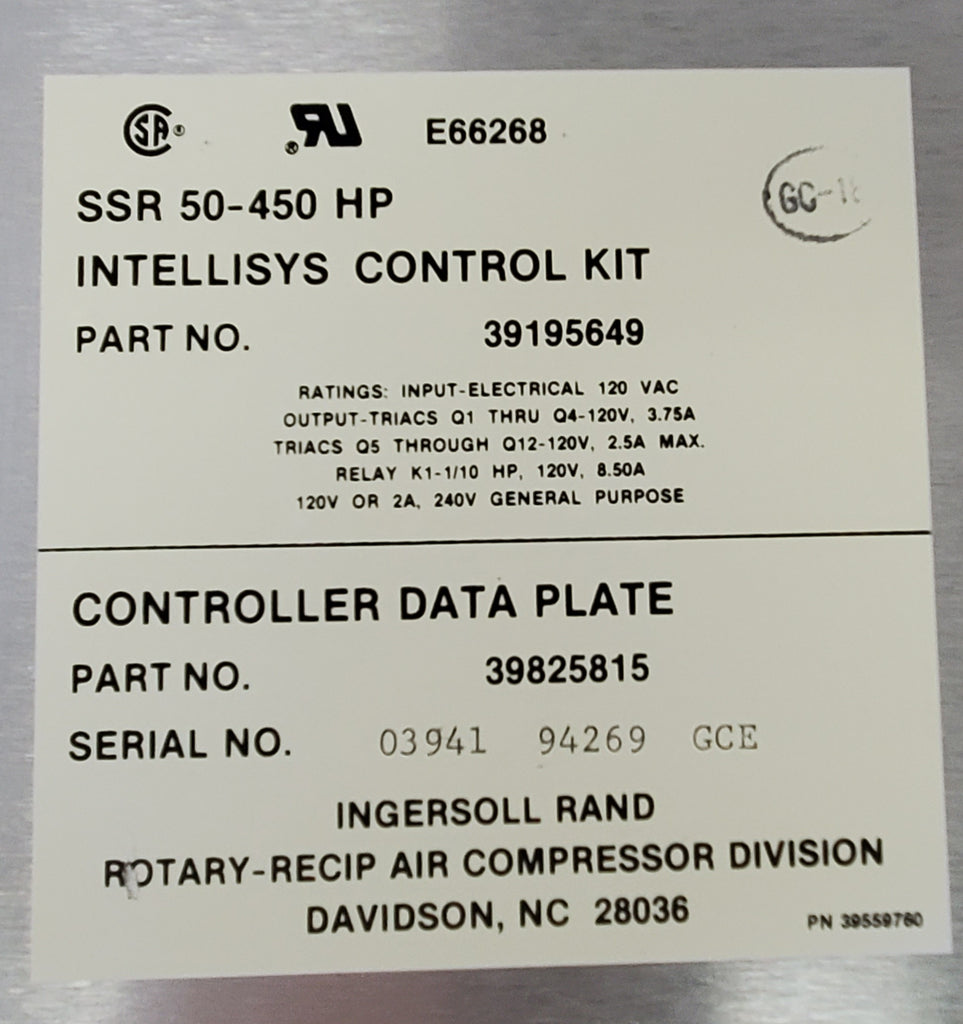 SA ® ®RU E66268
SSR 50-450 HP
INTELLISYS CONTROL KIT
PART NO. 39195649
RATINGS: INPUT-ELECTRICAL 120 VAC
OUTPUT-TRIACS Q1 THRU Q4-120V, 3.75A
TRIACS Q5 THROUGH Q12-120V, 2.5A MAX.
RELAY K1-1/10 HP, 120V, 8.50A
120V OR 2A, 240V GENERAL PURPOSE
CONTROLLER DATA PLATE
PART NO. 39825815
SERIAL NO. 03941 94269 GCE
INGERSOLL RAND
ROTARY-RECIP AIR COMPRESSOR DIVISION
DAVIDSON, NC 28036
PN 39559760